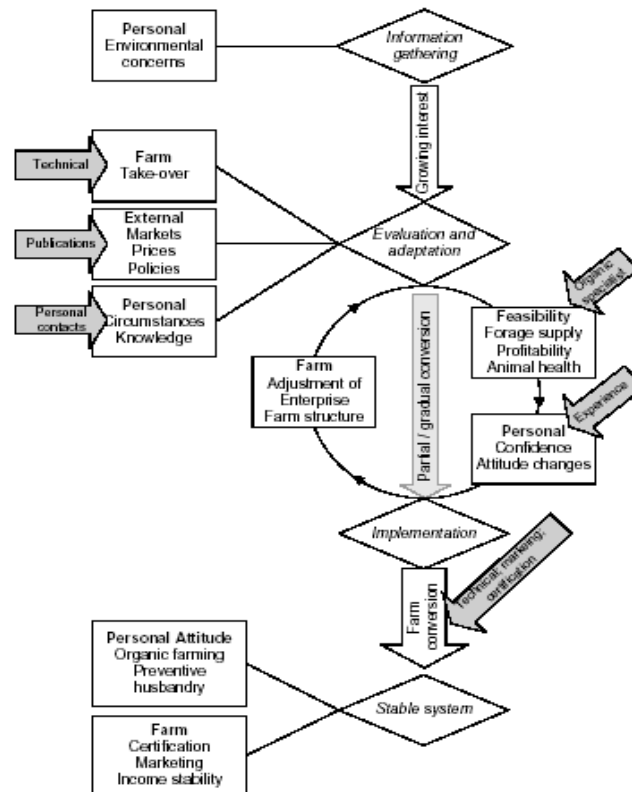 Personal
Environmental
concerns
Information
gathering
Growing interest
Technical
Farm
Take-over
Publications
External
Markets
Prices
Policies
Evaluation and
adaptation
Personal
contacts
Personal
Circumstances
Knowledge
Organic
specialist
Feasibility
Forage supply
Profitability
Animal health
Farm
Adjustment of
Enterprise
Farm structure
Partial / gradual conversion
Experience
Personal
Confidence
Attitude changes
Implementation
Technical; marketing;
certification
Farm
conversion
Personal Attitude
Organic farming
Preventive
husbandry
Stable system
Farm
Certification
Marketing
Income stability